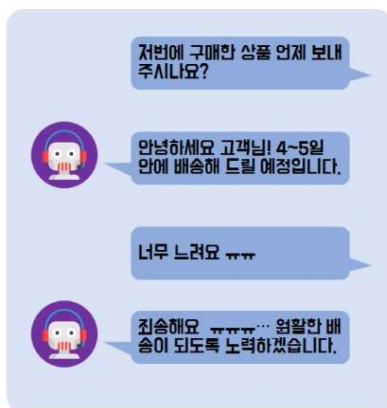 저번에 구매한 상품 언제 보내
주시나요?
안녕하세요 고객님! 4~5일
안에 배송해 드릴 예정입니다.
너무 느려요 ㅠㅠ
죄송해요 ㅠㅠㅠ… 원활한 배
송이 되도록 노력하겠습니다.